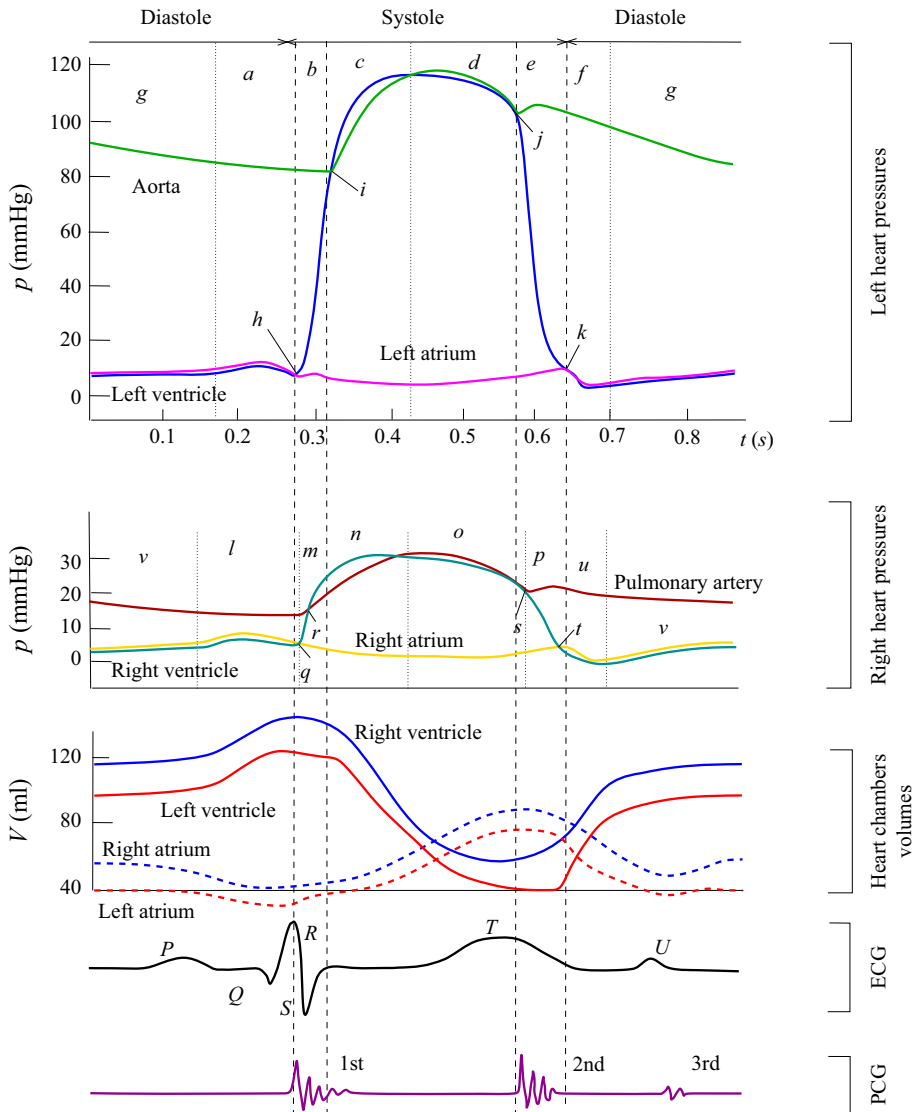 Diastole Systole Diastole
120 a b c d e f
g g
100
j
Aorta
80 i
p (mmHg)
60
40
h k
20
Left atrium
Left ventricle
0
0.1 0.2 0.3 0.4 0.5 0.6 0.7 0.8 t (s)
Left heart pressures
v l m n o p u
30
Pulmonary artery
20
p (mmHg)
10 r Right atrium s t v
0
Right ventricle q
Right heart pressures
Right ventricle
120
Left ventricle
V (ml)
80
Right atrium
40
Left atrium
Heart chambers
volumes
P R T U
Q S
ECG
1st 2nd 3rd
PCG